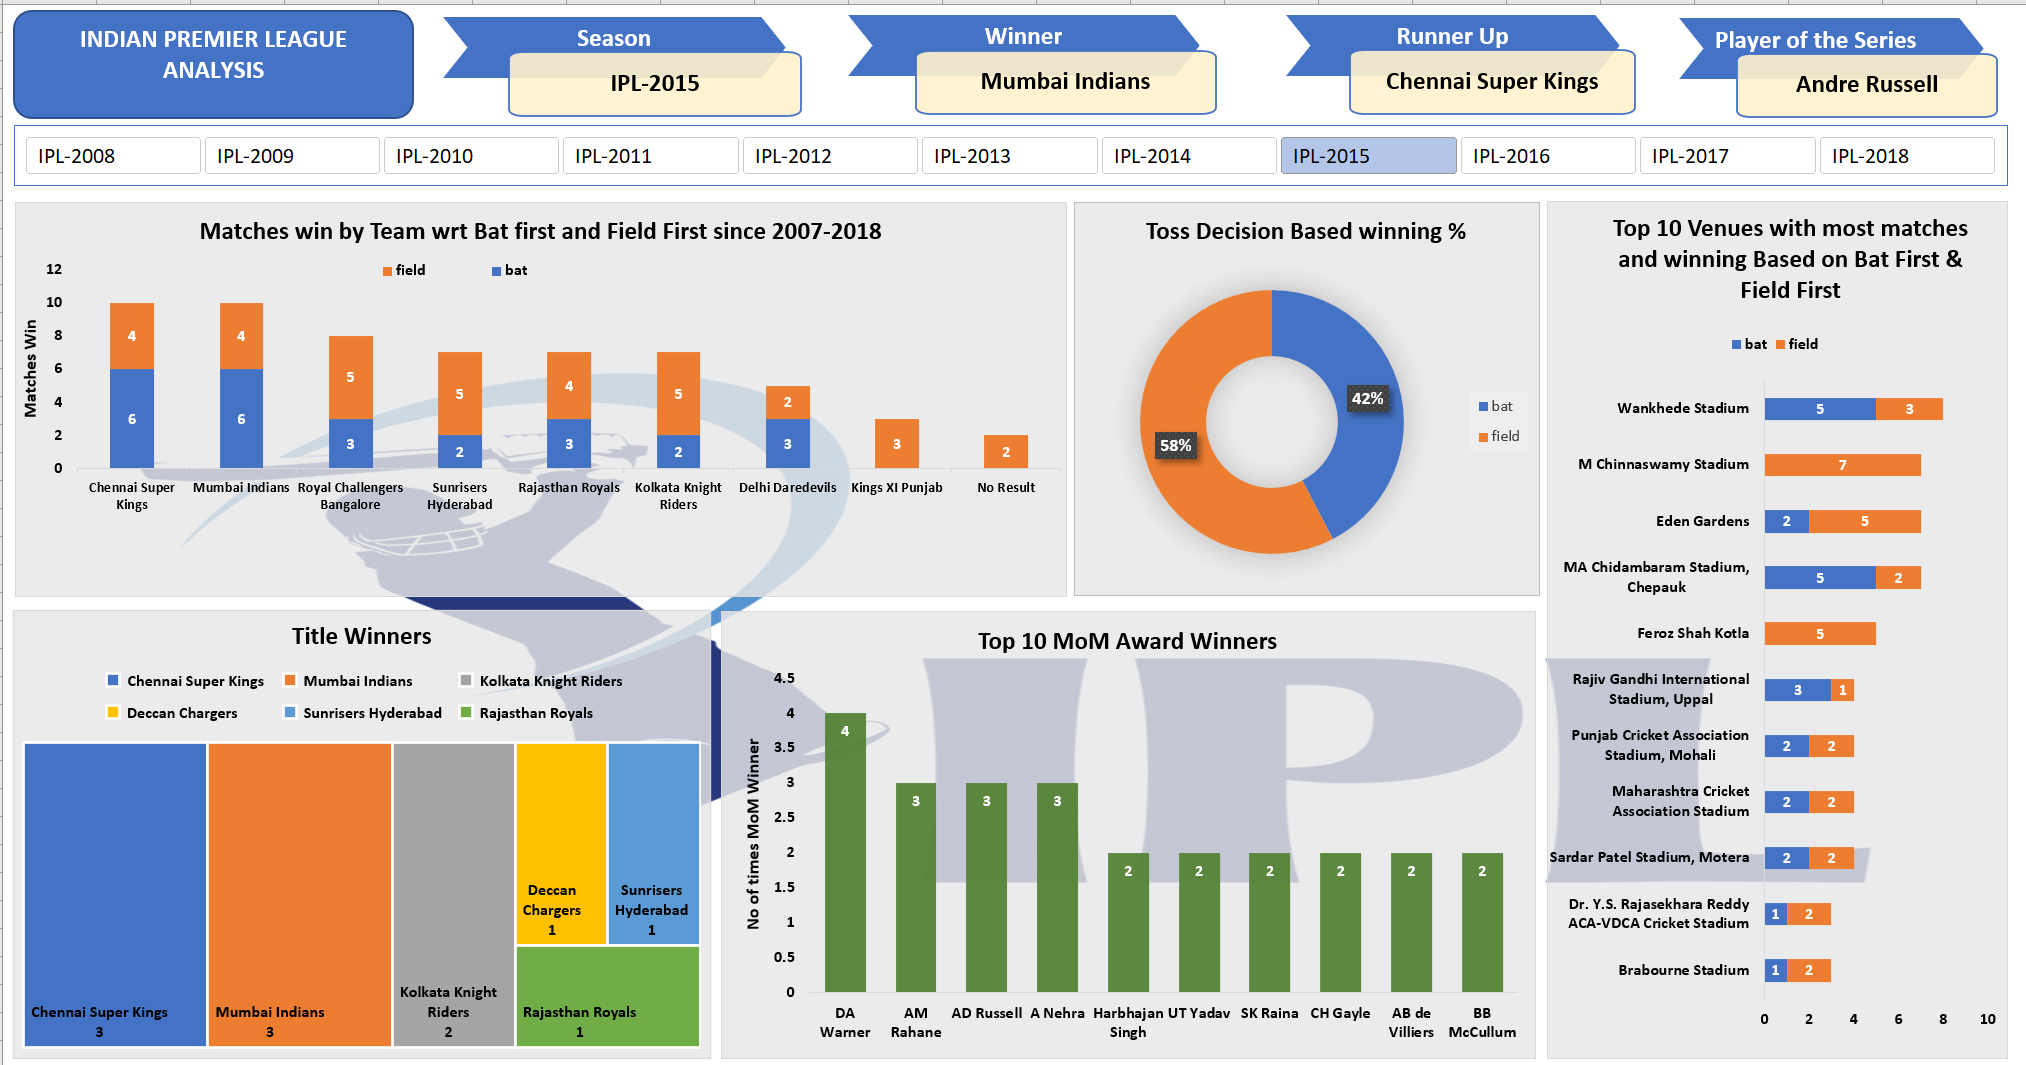 INDIAN PREMIER LEAGUE
ANALYSIS
Season
IPL-2015
Winner
Mumbai Indians
Runner Up
Chennai Super Kings
Player of the Series
Andre Russell
IPL-2008
IPL-2009
IPL-2010
IPL-2011
IPL-2012
IPL-2013
IPL-2014
IPL-2015
IPL-2016
IPL-2017
IPL-2018
Matches win by Team wrt Bat first and Field First since 2007-2018
field
bat
Matches Win
12
10
8
6
4
2
0
4
6
4
6
5
3
5
2
4
3
5
2
2
3
3
2
Chennai Super
Kings
Mumbai Indians
Royal Challengers
Bangalore
Sunrisers
Hyderabad
Rajasthan Royals
Kolkata Knight
Riders
Delhi Daredevils
Kings XI Punjab
No Result
Toss Decision Based winning %
42%
58%
bat
field
Top 10 Venues with most matches
and winning Based on Bat First &
Field First
bat
field
Wankhede Stadium
5
3
M Chinnaswamy Stadium
7
Eden Gardens
2
5
MA Chidambaram Stadium,
Chepauk
5
2
Feroz Shah Kotla
5
Rajiv Gandhi International
Stadium, Uppal
3
1
Punjab Cricket Association
Stadium, Mohali
2
2
Maharashtra Cricket
Association Stadium
2
2
Sardar Patel Stadium, Motera
2
2
Dr. Y.S. Rajasekhara Reddy
ACA-VDCA Cricket Stadium
1
2
Brabourne Stadium
1
2
0
2
4
6
8
10
Title Winners
Chennai Super Kings
Mumbai Indians
Kolkata Knight Riders
Deccan Chargers
Sunrisers Hyderabad
Rajasthan Royals
Chennai Super Kings
3
Mumbai Indians
3
Kolkata Knight
Riders
2
Deccan
Chargers
1
Sunrisers
Hyderabad
1
Rajasthan Royals
1
Top 10 MoM Award Winners
No of times MoM Winner
4.5
4
3.5
3
2.5
2
1.5
1
0.5
0
4
3
3
3
2
2
2
2
2
2
DA
Warner
AM
Rahane
AD Russell
A Nehra
Harbhajan
Singh
UT Yadav
SK Raina
CH Gayle
AB de
Villiers
BB
McCullum
IPL